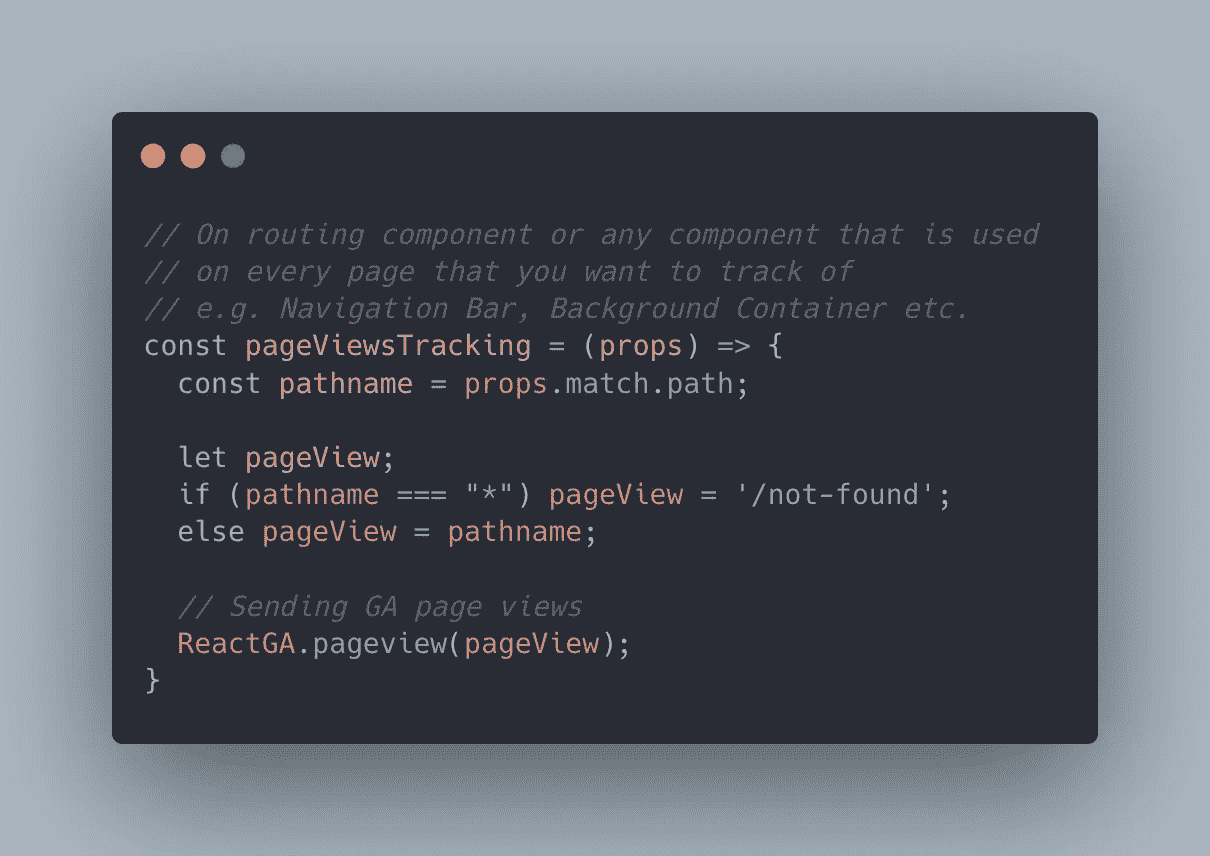 // On routing component or any component that is used
// on every page that you want to track of
// e.g. Navigation Bar, Background Container etc.
const pageViewsTracking = (props) => {
  const pathname = props.match.path;

  let pageView;
  if (pathname === "*") pageView = '/not-found';
  else pageView = pathname;

  // Sending GA page views
  ReactGA.pageview(pageView);
}